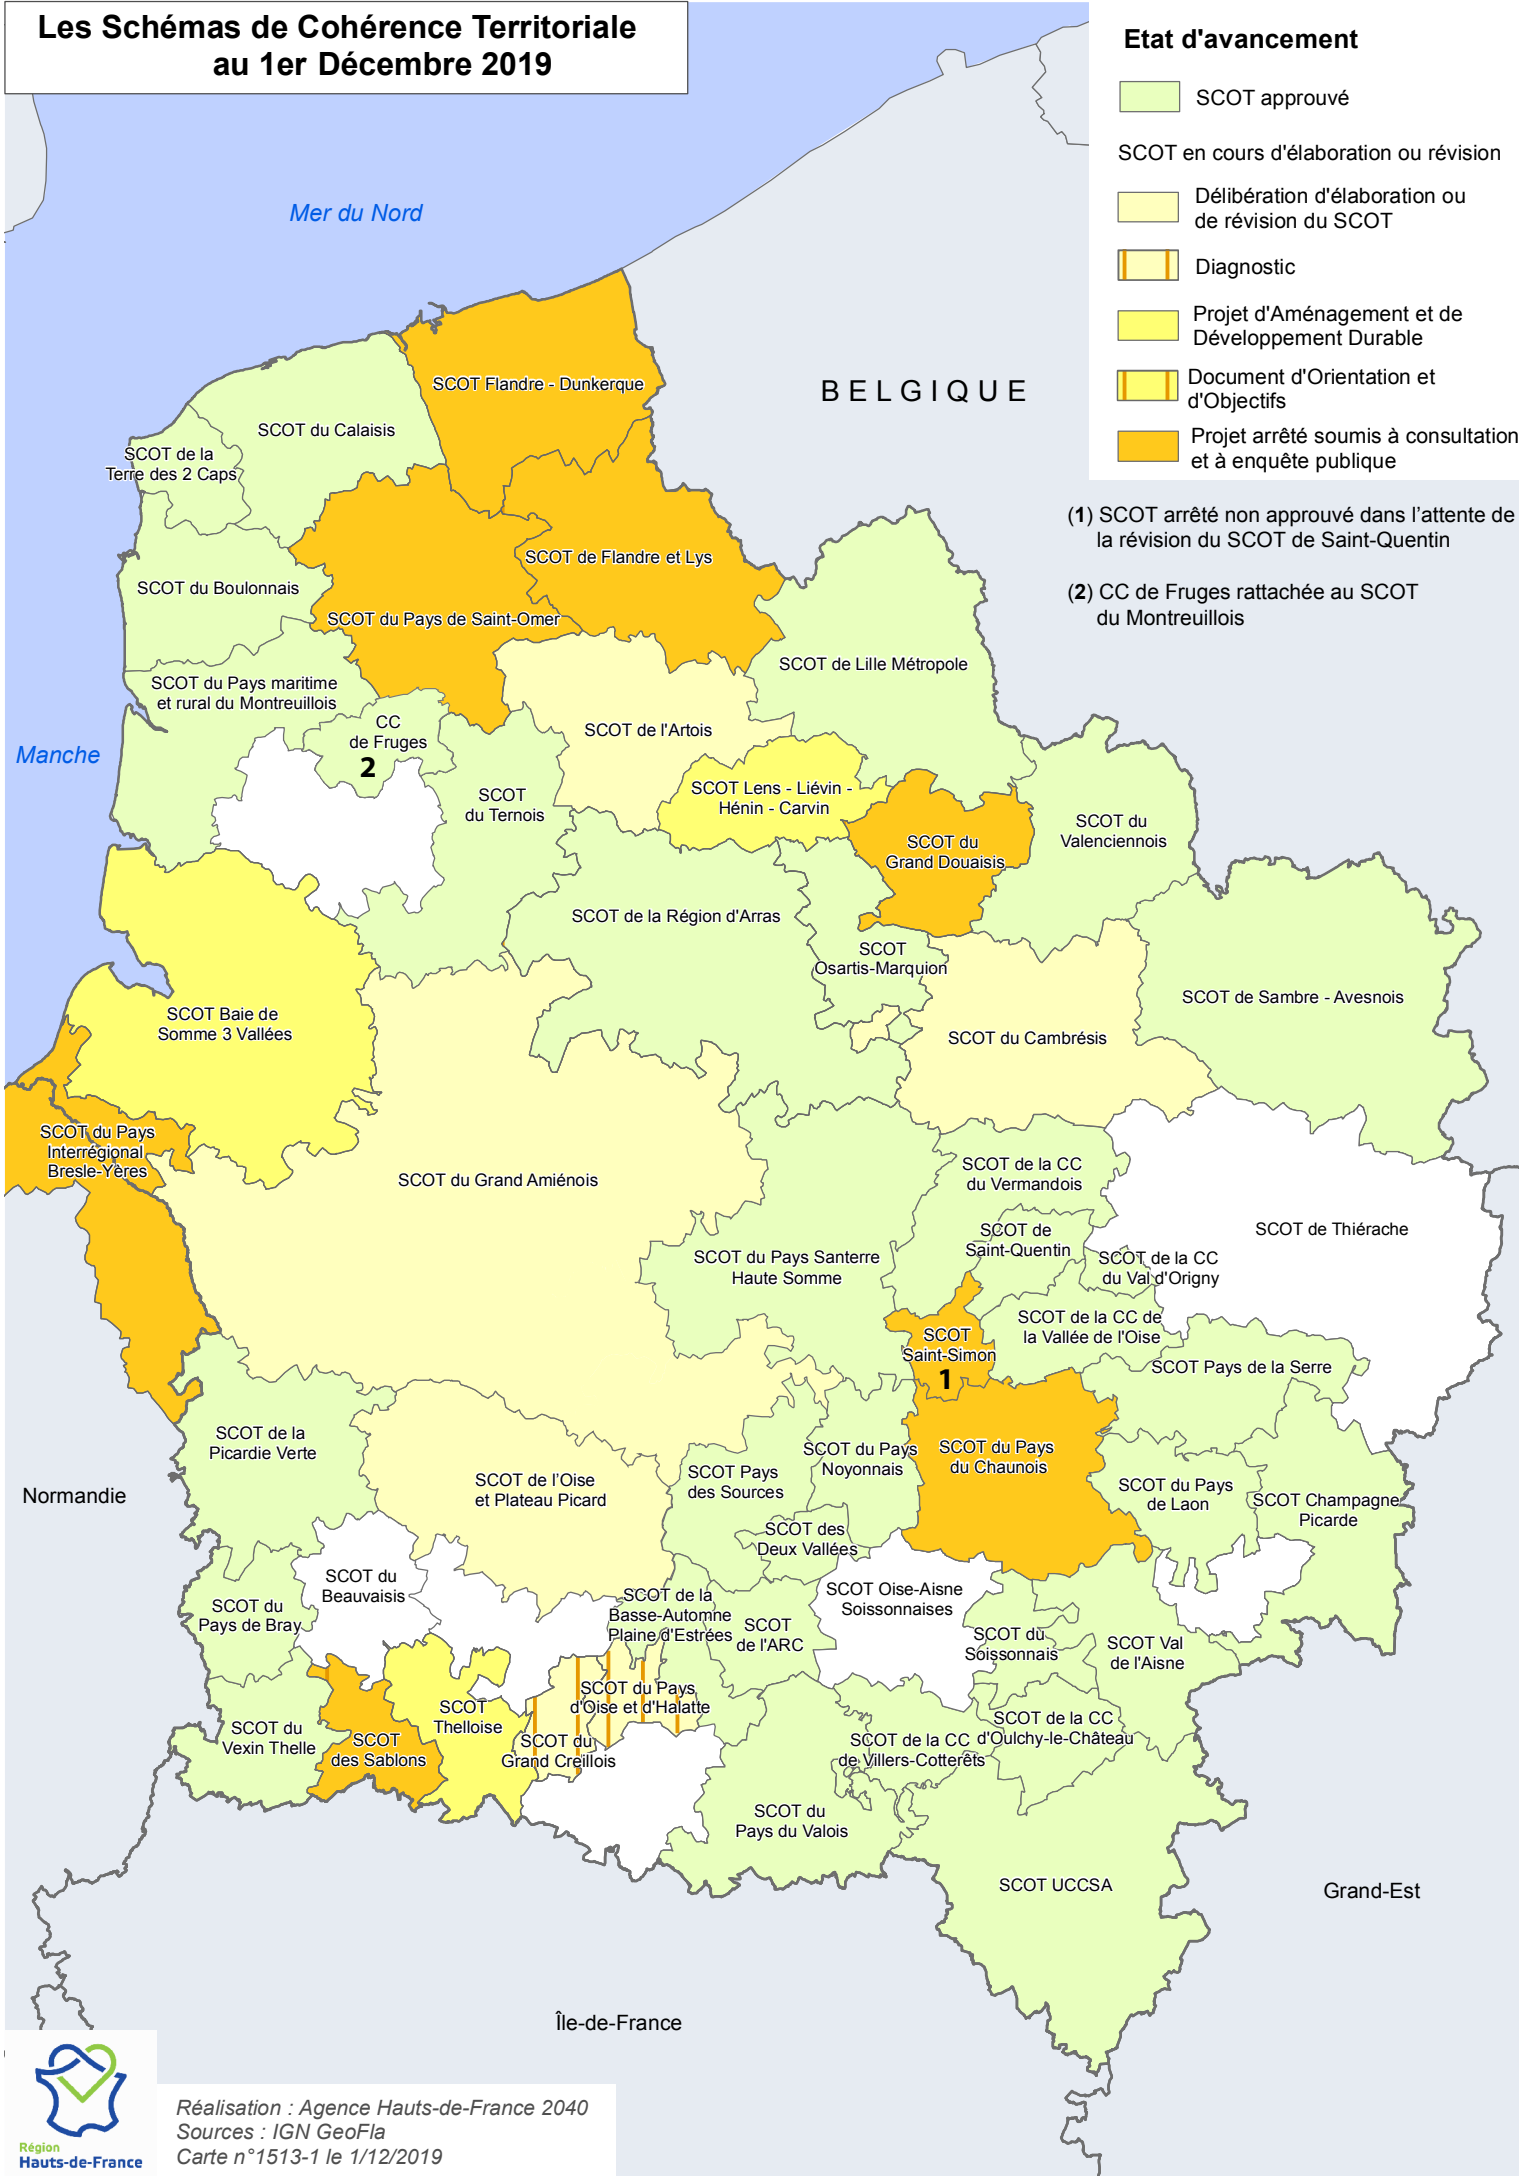 Les Schémas de Cohérence Territoriale
au 1er Décembre 2019
Etat d'avancement
SCOT approuvé
SCOT en cours d'élaboration ou révision
Délibération d'élaboration ou
de révision du SCOT
Diagnostic
Projet d'Aménagement et de
Développement Durable
Document d'Orientation et
d'Objectifs
Projet arrêté soumis à consultation
et à enquête publique
(1) SCOT arrêté non approuvé dans l'attente de
la révision du SCOT de Saint-Quentin
(2) CC de Fruges rattachée au SCOT
du Montreuillois
Mer du Nord
BELGIQUE
Manche
SCOT Flandre - Dunkerque
SCOT du Calaisis
SCOT de la
Terre des 2 Caps
SCOT de Flandre et Lys
SCOT du Boulonnais
SCOT du Pays de Saint-Omer
SCOT de Lille Métropole
SCOT du Pays maritime
et rural du Montreuillois
CC
de Fruges
2
SCOT de l'Artois
SCOT
du Ternois
SCOT Lens - Liévin -
Hénin - Carvin
SCOT du
Grand Douaisis
SCOT du
Valenciennois
SCOT de la Région d'Arras
SCOT
Osartis-Marquion
SCOT de Sambre - Avesnois
SCOT Baie de
Somme 3 Vallées
SCOT du Cambrésis
SCOT du Pays
Interrégional
Bresle-Yères
SCOT du Grand Amiénois
SCOT de la CC
du Vermandois
SCOT de Thiérache
SCOT de
Saint-Quentin
SCOT du Pays Santerre
Haute Somme
SCOT de la CC
du Val d'Origny
SCOT de la CC de
la Vallée de l'Oise
SCOT
Saint-Simon
1
SCOT Pays de la Serre
SCOT de la
Picardie Verte
SCOT du Pays
Noyonnais
SCOT du Pays
du Chaunois
SCOT de l'Oise
et Plateau Picard
SCOT Pays
des Sources
SCOT du Pays
de Laon
SCOT Champagne
Picarde
Normandie
SCOT des
Deux Vallées
SCOT du
Beauvaisis
SCOT Oise-Aisne
Soissonnaises
SCOT du
Pays de Bray
SCOT de la
Basse-Automne
Plaine d'Estrées
SCOT
de l'ARC
SCOT du
Soissonnais
SCOT Val
de l'Aisne
SCOT du Pays
d'Oise et d'Halatte
SCOT
Thelloise
SCOT du
Vexin Thelle
SCOT
des Sablons
SCOT du
Grand Creillois
SCOT de la CC
de Villers-Cotterêts
SCOT de la CC
d'Oulchy-le-Château
SCOT du
Pays du Valois
SCOT UCCSA
Grand-Est
Île-de-France
Région
Hauts-de-France
Réalisation : Agence Hauts-de-France 2040
Sources : IGN GeoFla
Carte n°1513-1 le 1/12/2019